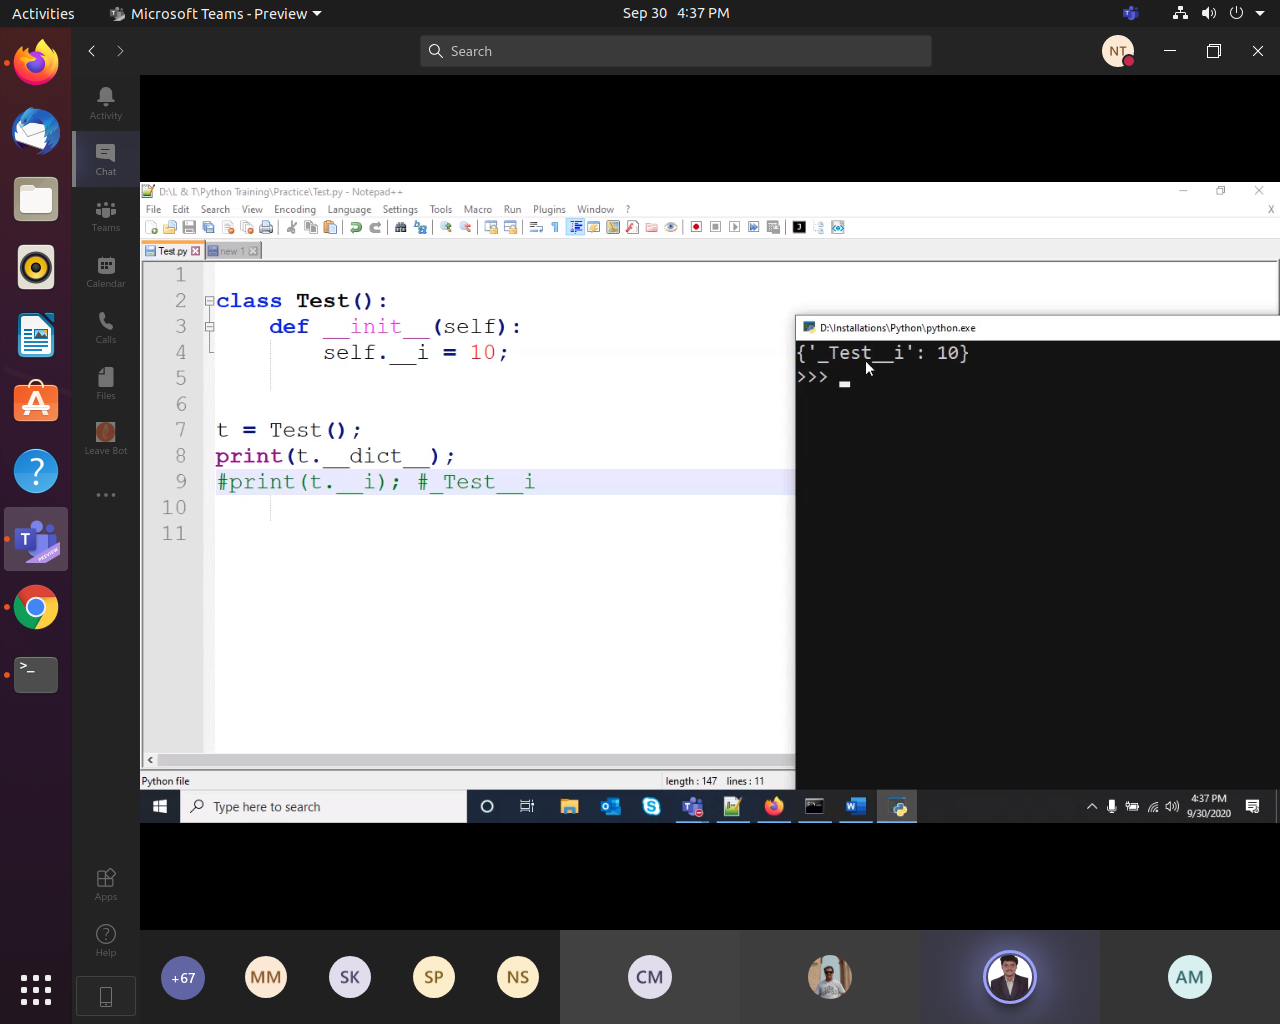 Activities Microsoft Teams - Preview Sep 30 4:37 PM
Search NT
Activity
Chat
Teams
Calendar
Calls
Files
Leave Bot
Apps
Help
D:\L & T\Python Training\Practice\Test.py - Notepad++
File Edit Search View Encoding Language Settings Tools Macro Run Plugins Window ? X
Test.py new 1
1
2 class Test():
3 def __init__(self):
4 self.__i = 10;
5
6
7 t = Test();
8 print(t.__dict__);
9 #print(t.__i); #_Test__i
10
11
D:\Installations\Python\python.exe
{'_Test__i': 10}
>>>
Python file length : 147 lines : 11
Type here to search 4:37 PM
9/30/2020
+67 MM SK SP NS CM AM